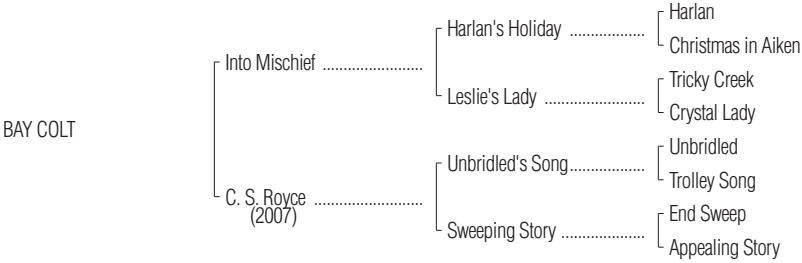 Harlan
Harlan's Holiday ..................
Christmas in Aiken
Into Mischief ........................
Tricky Creek
Leslie's Lady ........................
Crystal Lady
BAY COLT
Unbridled
Unbridled's Song..................
Trolley Song
C. S. Royce ..........................
(2007)
End Sweep
Sweeping Story ....................
Appealing Story